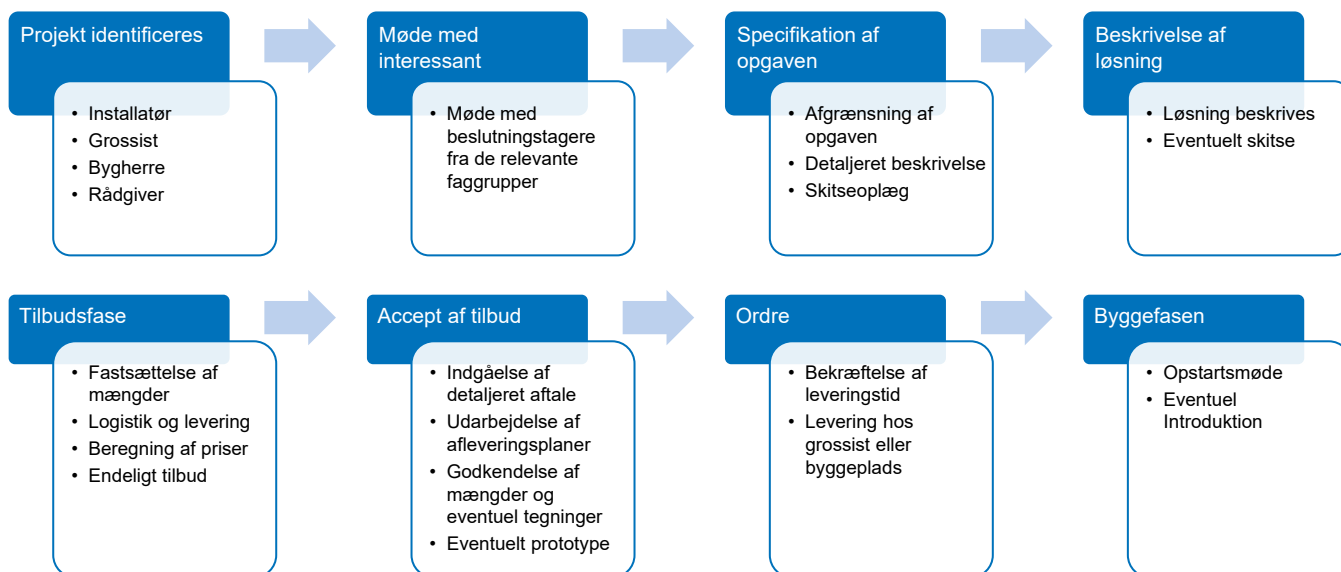 Projekt identificeres
• Installatør
• Grossist
• Bygherre
• Rådgiver
Møde med
interessant
• Møde med
beslutningstagere
fra de relevante
faggrupper
Specifikation af
opgaven
• Afgrænsning af
opgaven
• Detaljeret beskrivelse
• Skitseoplæg
Beskrivelse af
løsning
• Løsning beskrives
• Eventuelt skitse
Tilbudsfase
• Fastsættelse af
mængder
• Logistik og levering
• Beregning af priser
• Endeligt tilbud
Accept af tilbud
• Indgåelse af
detaljeret aftale
• Udarbejdelse af
afleveringsplaner
• Godkendelse af
mængder og
eventuel tegninger
• Eventuelt prototype
Ordre
• Bekræftelse af
leveringstid
• Levering hos
grossist eller
byggeplads
Byggefasen
• Opstartsmøde
• Eventuel
Introduktion